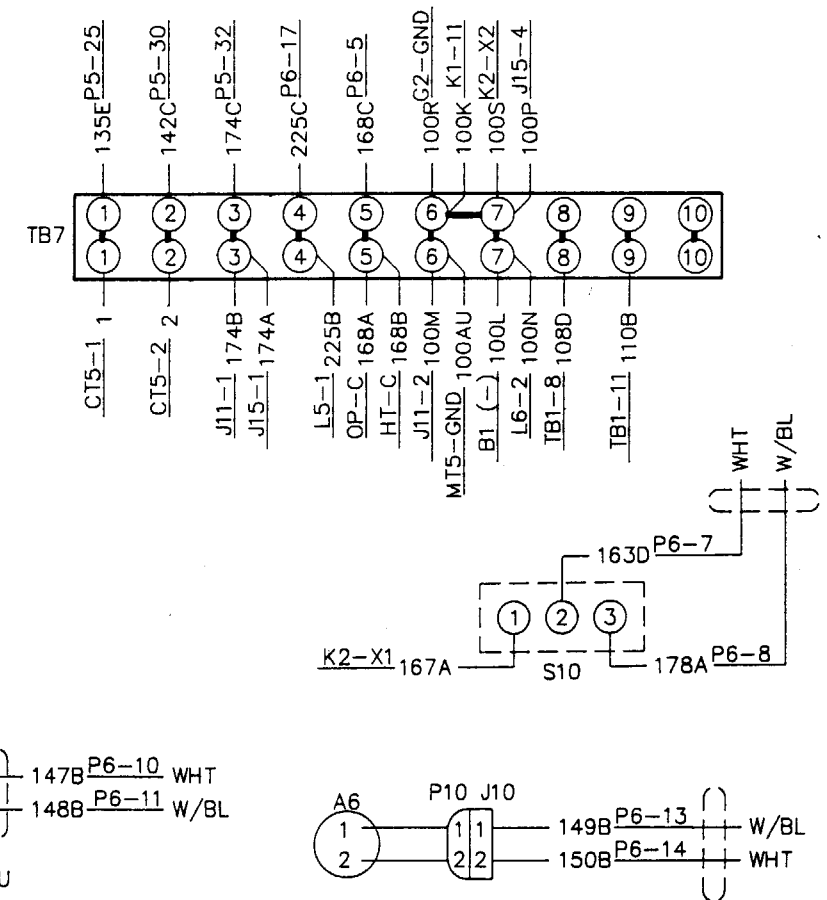 135E P5-25
142C P5-30
174C P5-32
225C P6-17
168C P6-5
100R G2-GND
100K K1-11
100S K2-X2
100P J15-4
TB7
1 2 3 4 5 6 7 8 9 10
1 2 3 4 5 6 7 8 9 10
CT5-1 1
CT5-2 2
J11-1 174B
J15-1 174A
L5-1 225B
OP-C 168A
HT-C 168B
J11-2 100M
MT5-GND 100AU
B1 (-) 100L
L6-2 100N
TB1-8 108D
TB1-11 110B
WHT
W/BL
163D P6-7
1 2 3
K2-X1 167A
S10
178A P6-8
147B P6-10 WHT
148B P6-11 W/BL
A6
P10 J10
1 1 1 149B P6-13 W/BL
2 2 2 150B P6-14 WHT